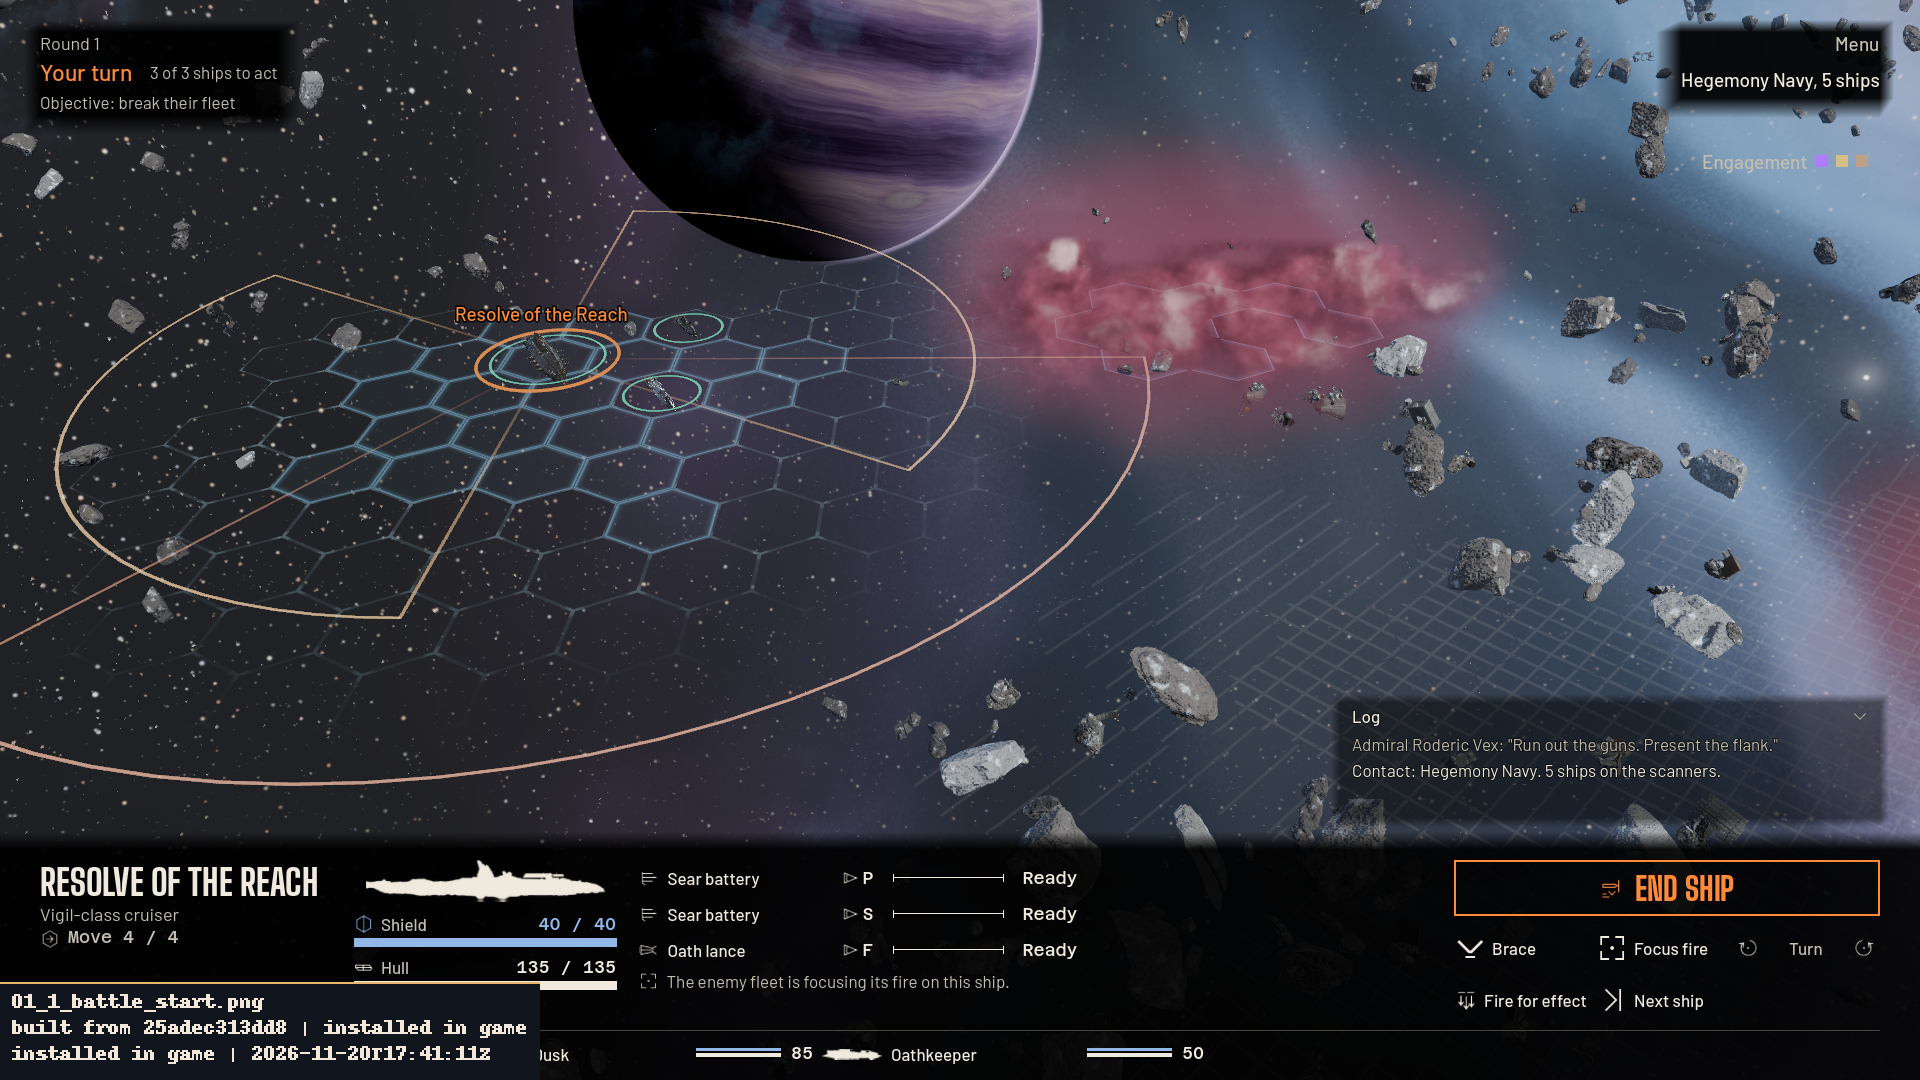 Round 1
Your turn 3 of 3 ships to act
Objective: break their fleet
Menu
Hegemony Navy, 5 ships
Engagement
Resolve of the Reach
Log
Admiral Roderic Vex: "Run out the guns. Present the flank."
Contact: Hegemony Navy. 5 ships on the scanners.
RESOLVE OF THE REACH
Vigil-class cruiser
Move 4 / 4
Shield 40 / 40
Hull 135 / 135
Sear battery P Ready
Sear battery S Ready
Oath lance F Ready
The enemy fleet is focusing its fire on this ship.
END SHIP
Brace Focus fire Turn
Fire for effect Next ship
01_1_battle_start.png
built from 25adec313dd8 | installed in game
installed in game | 2026-11-20T17:41:11Z
Dusk 85 Oathkeeper 50